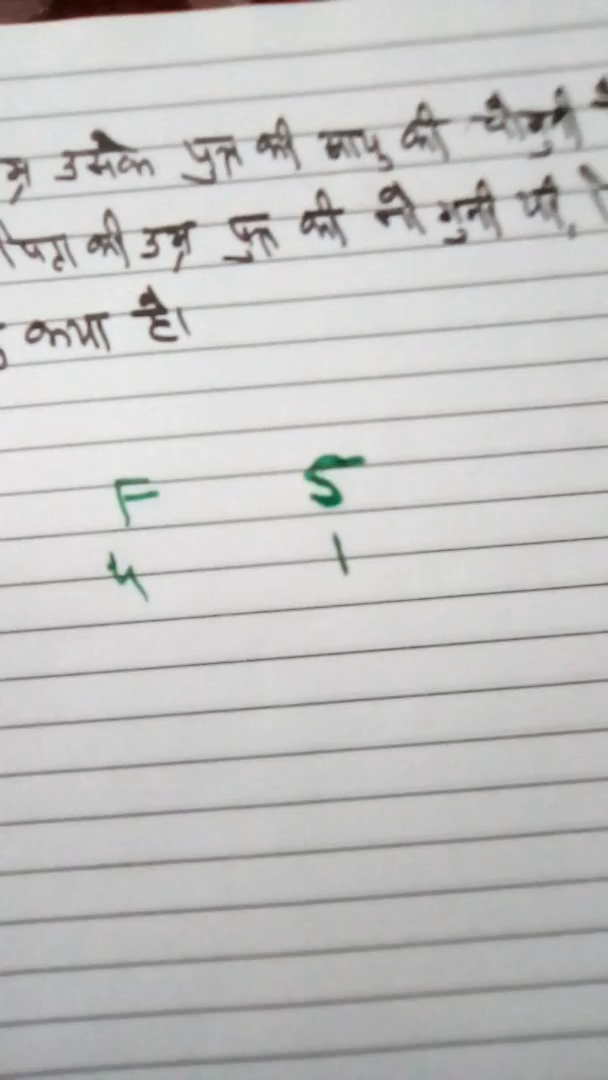 उसके पुत्र की आयु की चौगुनी
पिता की उम्र पुत्र की नौ गुनी थी,
क्या है।
F S
4 1